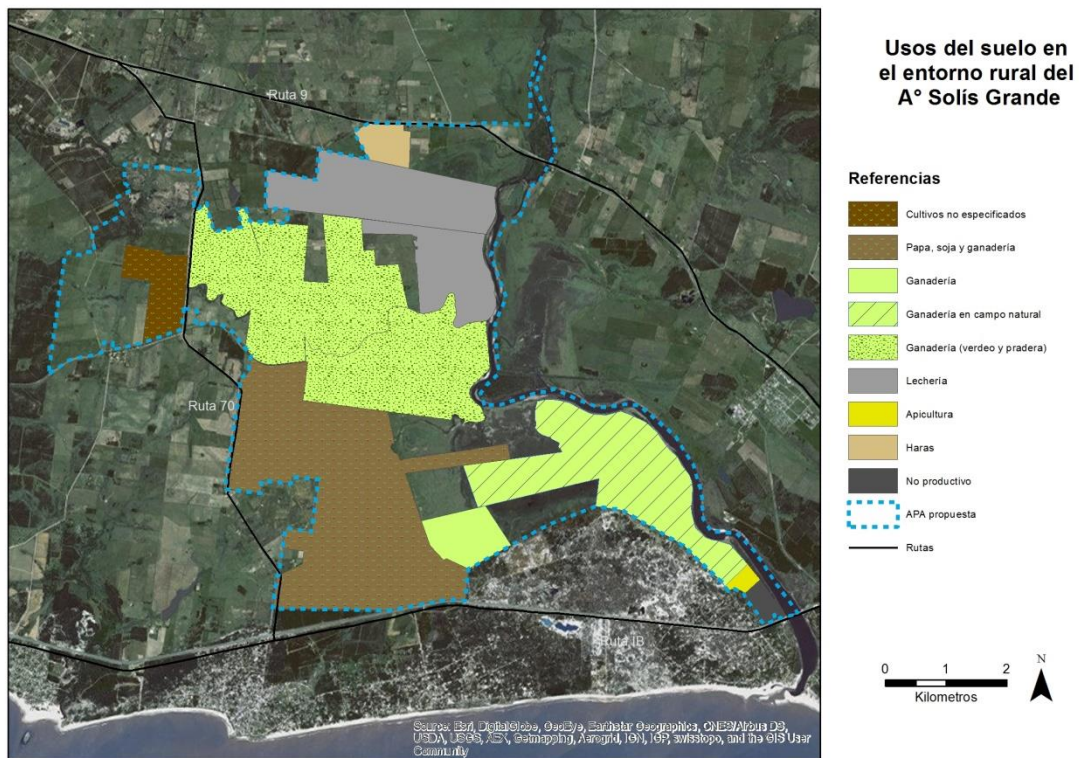 Usos del suelo en
el entorno rural del
A° Solís Grande
Referencias
Cultivos no especificados
Papa, soja y ganadería
Ganadería
Ganadería en campo natural
Ganadería (verdeo y pradera)
Lechería
Apicultura
Haras
No productivo
APA propuesta
Rutas
Ruta 9
Ruta 70
Ruta IB
0 1 2
Kilometros
N
Source: Esri, DigitalGlobe, GeoEye, Earthstar Geographics, CNES/Airbus DS,
USDA, USGS, AEX, Getmapping, Aerogrid, IGN, IGP, swisstopo, and the GIS User
Community